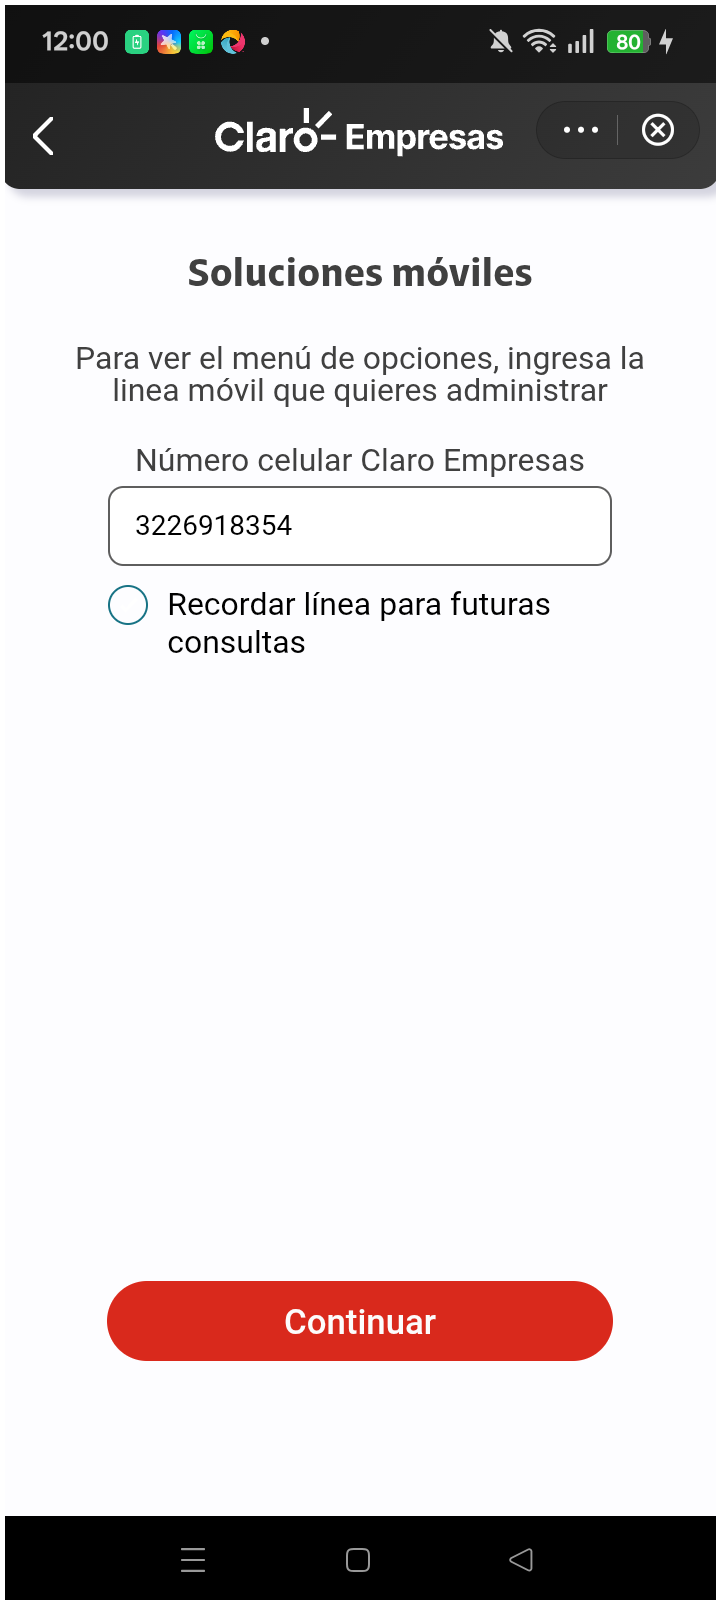 12:00
80
Claro- Empresas
Soluciones móviles
Para ver el menú de opciones, ingresa la
linea móvil que quieres administrar
Número celular Claro Empresas
3226918354
Recordar línea para futuras
consultas
Continuar